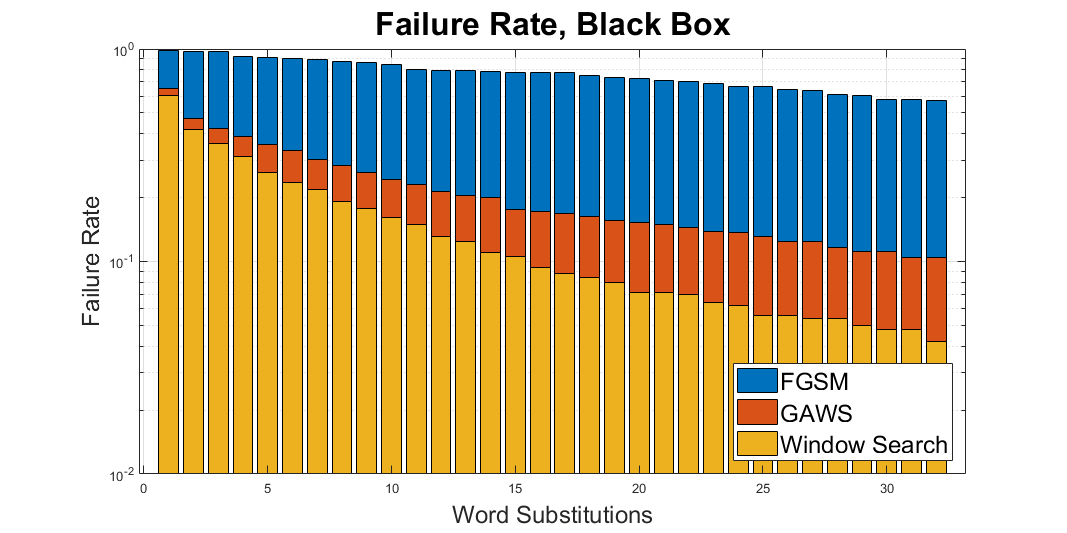 Failure Rate, Black Box
Failure Rate
10^0
10^-1
10^-2
0 5 10 15 20 25 30
Word Substitutions
FGSM
GAWS
Window Search